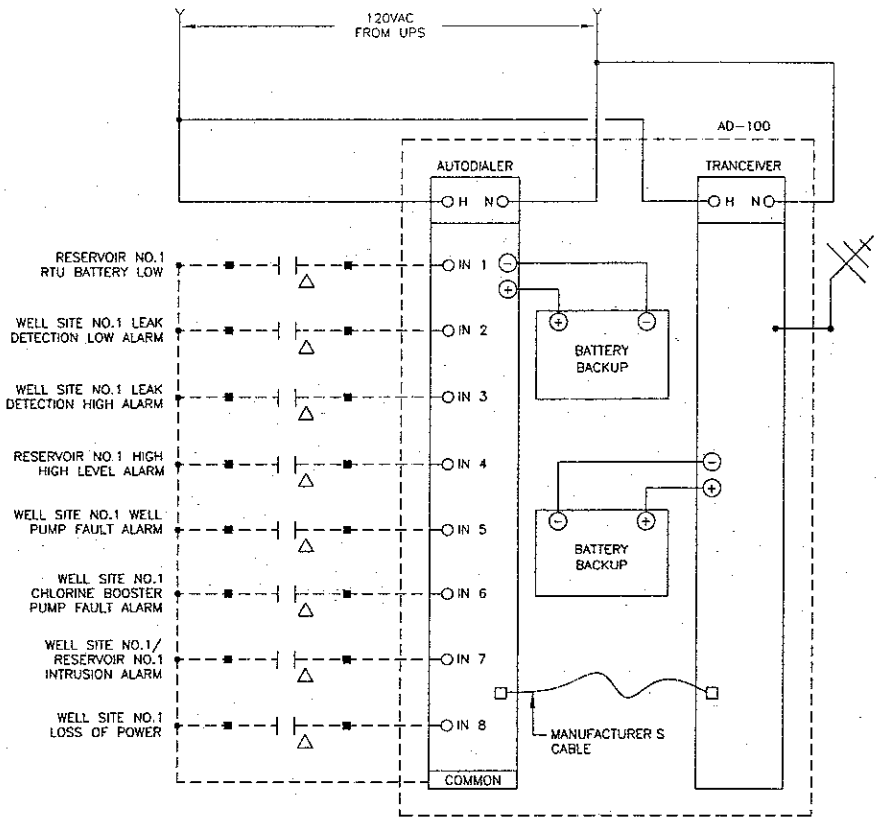 120VAC
FROM UPS
AD-100
AUTODIALER
TRANCEIVER
H N
H N
RESERVOIR NO.1
RTU BATTERY LOW
IN 1
- +
WELL SITE NO.1 LEAK
DETECTION LOW ALARM
IN 2
+ -
BATTERY
BACKUP
WELL SITE NO.1 LEAK
DETECTION HIGH ALARM
IN 3
RESERVOIR NO.1 HIGH
HIGH LEVEL ALARM
IN 4
- +
WELL SITE NO.1 WELL
PUMP FAULT ALARM
IN 5
- +
BATTERY
BACKUP
WELL SITE NO.1
CHLORINE BOOSTER
PUMP FAULT ALARM
IN 6
WELL SITE NO.1/
RESERVOIR NO.1
INTRUSION ALARM
IN 7
WELL SITE NO.1
LOSS OF POWER
IN 8
MANUFACTURER S
CABLE
COMMON